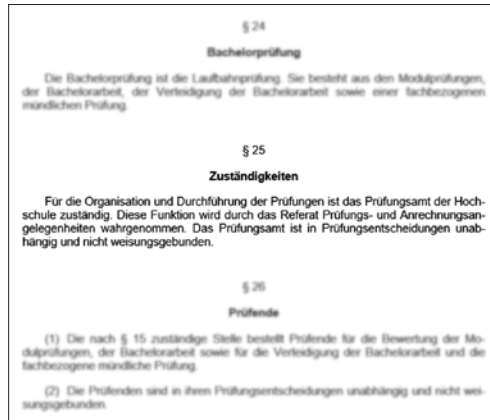 § 24
Bachelorprüfung
Die Bachelorprüfung ist die Laufbahnprüfung. Sie besteht aus den Modulprüfungen,
der Bachelorarbeit, der Verteidigung der Bachelorarbeit sowie einer fachbezogenen
mündlichen Prüfung.
§ 25
Zuständigkeiten
Für die Organisation und Durchführung der Prüfungen ist das Prüfungsamt der Hoch-
schule zuständig. Diese Funktion wird durch das Referat Prüfungs- und Anrechnungsan-
gelegenheiten wahrgenommen. Das Prüfungsamt ist in Prüfungsentscheidungen unab-
hängig und nicht weisungsgebunden.
§ 26
Prüfende
(1) Die nach § 15 zuständige Stelle bestellt Prüfende für die Bewertung der Mo-
dulprüfungen, der Bachelorarbeit sowie für die Verteidigung der Bachelorarbeit und die
fachbezogene mündliche Prüfung.
(2) Die Prüfenden sind in ihren Prüfungsentscheidungen unabhängig und nicht wei-
sungsgebunden.